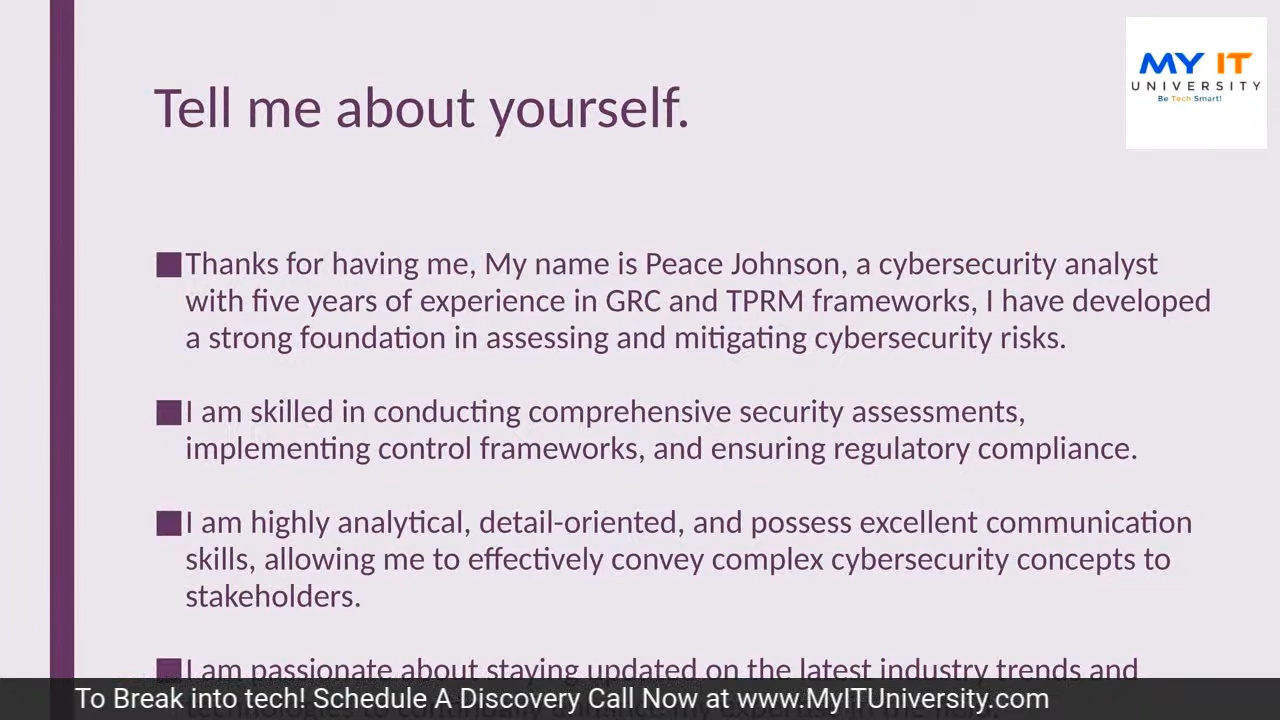 MY IT
UNIVERSITY
Be Tech Smart!
Tell me about yourself.
Thanks for having me, My name is Peace Johnson, a cybersecurity analyst
with five years of experience in GRC and TPRM frameworks, I have developed
a strong foundation in assessing and mitigating cybersecurity risks.
I am skilled in conducting comprehensive security assessments,
implementing control frameworks, and ensuring regulatory compliance.
I am highly analytical, detail-oriented, and possess excellent communication
skills, allowing me to effectively convey complex cybersecurity concepts to
stakeholders.
I am passionate about staying updated on the latest industry trends and
To Break into tech! Schedule A Discovery Call Now at www.MyITUniversity.com